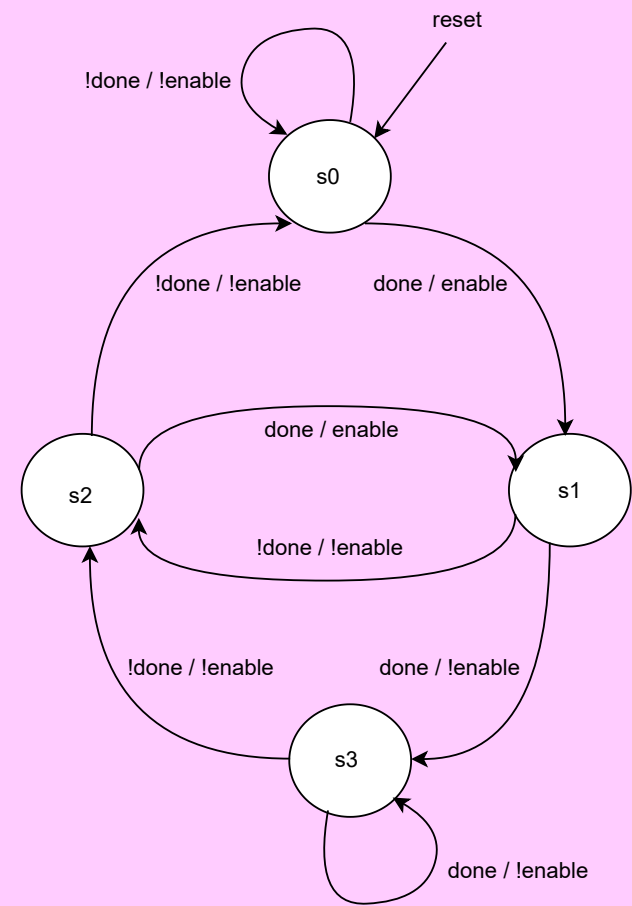 reset
!done / !enable
s0
!done / !enable
done / enable
done / enable
s2
s1
!done / !enable
!done / !enable
done / !enable
s3
done / !enable